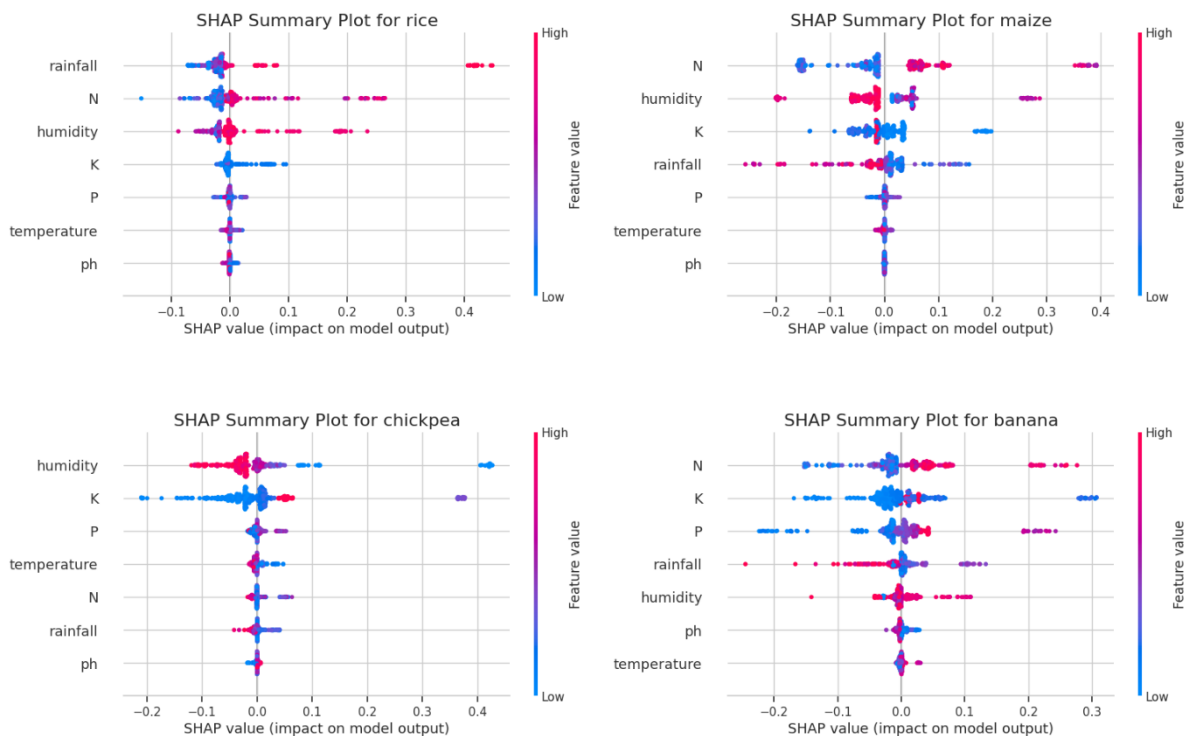 SHAP Summary Plot for rice
High
rainfall
N
humidity
K
P
temperature
ph
Feature value
Low
−0.1 0.0 0.1 0.2 0.3 0.4
SHAP value (impact on model output)
SHAP Summary Plot for maize
High
N
humidity
K
rainfall
P
temperature
ph
Feature value
Low
−0.2 −0.1 0.0 0.1 0.2 0.3 0.4
SHAP value (impact on model output)
SHAP Summary Plot for chickpea
High
humidity
K
P
temperature
N
rainfall
ph
Feature value
Low
−0.2 −0.1 0.0 0.1 0.2 0.3 0.4
SHAP value (impact on model output)
SHAP Summary Plot for banana
High
N
K
P
rainfall
humidity
ph
temperature
Feature value
Low
−0.2 −0.1 0.0 0.1 0.2 0.3
SHAP value (impact on model output)